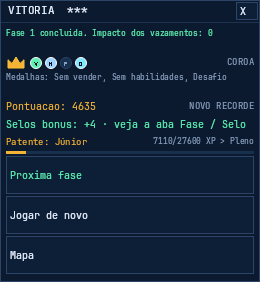 VITORIA ***
X
Fase 1 concluida. Impacto dos vazamentos: 0
COROA
Medalhas: Sem vender, Sem habilidades, Desafio
Pontuacao: 4635 NOVO RECORDE
Selos bonus: +4 · veja a aba Fase / Selo
Patente: Júnior 7110/27600 XP > Pleno
Proxima fase
Jogar de novo
Mapa